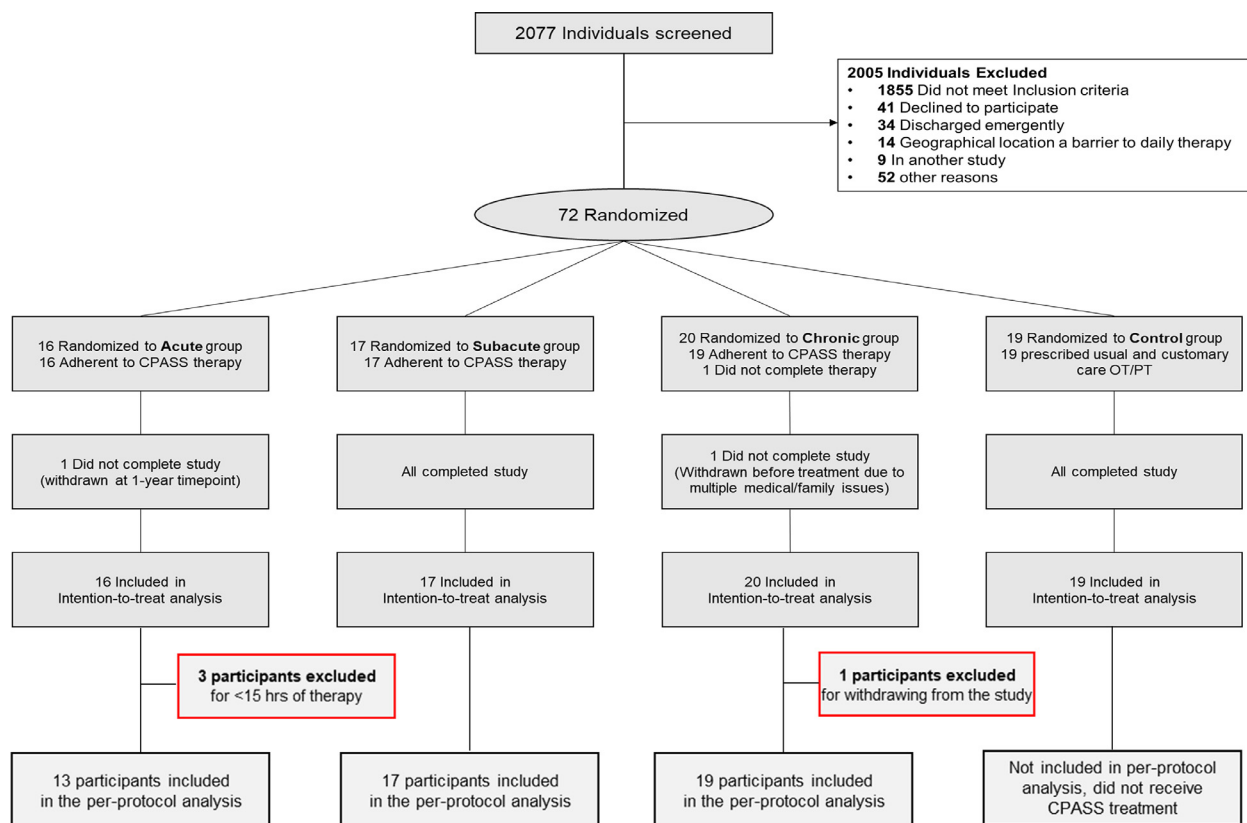 2077 Individuals screened
2005 Individuals Excluded
• 1855 Did not meet Inclusion criteria
• 41 Declined to participate
• 34 Discharged emergently
• 14 Geographical location a barrier to daily therapy
• 9 In another study
• 52 other reasons
72 Randomized
16 Randomized to Acute group
16 Adherent to CPASS therapy
17 Randomized to Subacute group
17 Adherent to CPASS therapy
20 Randomized to Chronic group
19 Adherent to CPASS therapy
1 Did not complete therapy
19 Randomized to Control group
19 prescribed usual and customary
care OT/PT
1 Did not complete study
(withdrawn at 1-year timepoint)
All completed study
1 Did not complete study
(Withdrawn before treatment due to
multiple medical/family issues)
All completed study
16 Included in
Intention-to-treat analysis
17 Included in
Intention-to-treat analysis
20 Included in
Intention-to-treat analysis
19 Included in
Intention-to-treat analysis
3 participants excluded
for <15 hrs of therapy
1 participants excluded
for withdrawing from the study
13 participants included
in the per-protocol analysis
17 participants included
in the per-protocol analysis
19 participants included
in the per-protocol analysis
Not included in per-protocol
analysis, did not receive
CPASS treatment